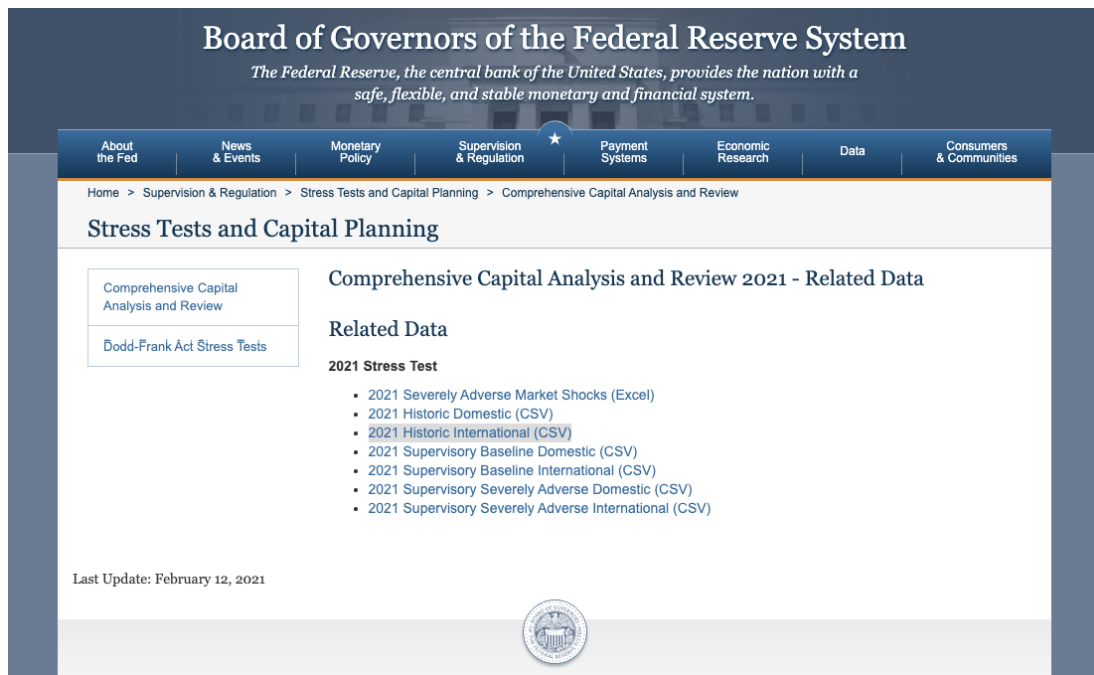 Board of Governors of the Federal Reserve System
The Federal Reserve, the central bank of the United States, provides the nation with a
safe, flexible, and stable monetary and financial system.
About
the Fed
News
& Events
Monetary
Policy
Supervision
& Regulation
Payment
Systems
Economic
Research
Data
Consumers
& Communities
Home > Supervision & Regulation > Stress Tests and Capital Planning > Comprehensive Capital Analysis and Review
Stress Tests and Capital Planning
Comprehensive Capital
Analysis and Review
Dodd-Frank Act Stress Tests
Comprehensive Capital Analysis and Review 2021 - Related Data
Related Data
2021 Stress Test
• 2021 Severely Adverse Market Shocks (Excel)
• 2021 Historic Domestic (CSV)
• 2021 Historic International (CSV)
• 2021 Supervisory Baseline Domestic (CSV)
• 2021 Supervisory Baseline International (CSV)
• 2021 Supervisory Severely Adverse Domestic (CSV)
• 2021 Supervisory Severely Adverse International (CSV)
Last Update: February 12, 2021